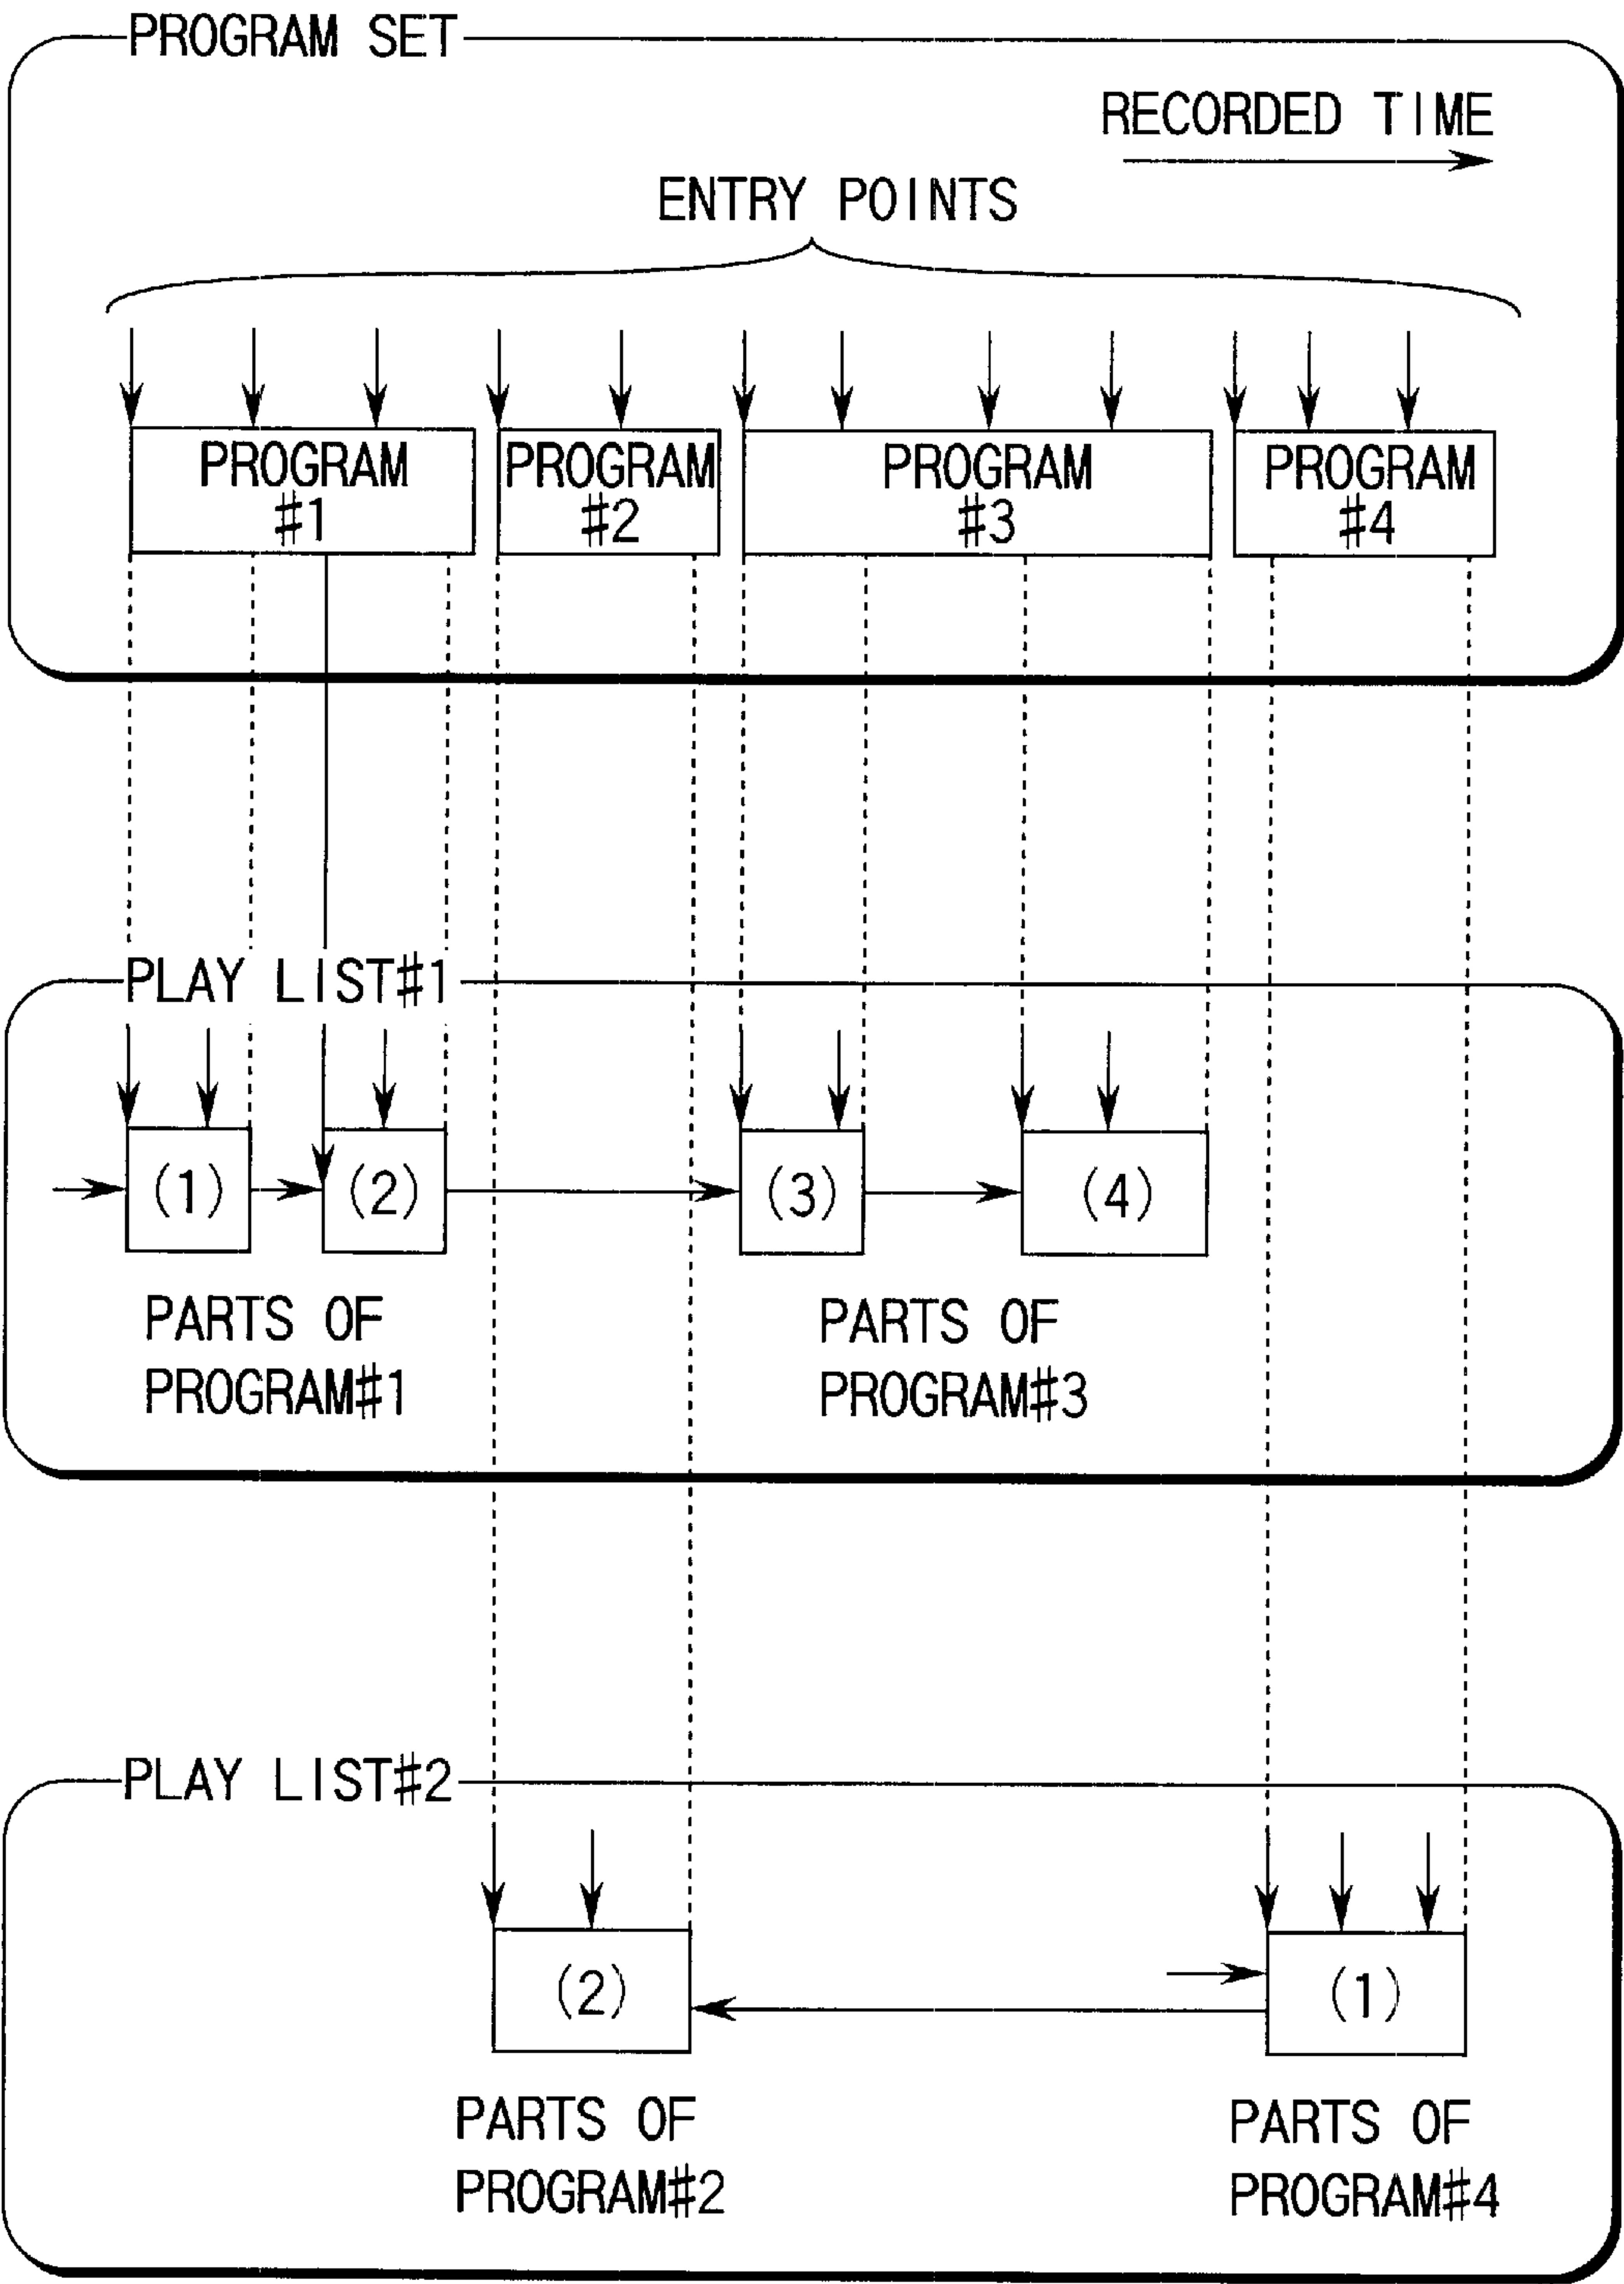 PROGRAM SET
RECORDED TIME
ENTRY POINTS
PROGRAM
#1
PROGRAM
#2
PROGRAM
#3
PROGRAM
#4
PLAY LIST#1
(1)
(2)
(3)
(4)
PARTS OF
PROGRAM#1
PARTS OF
PROGRAM#3
PLAY LIST#2
(2)
(1)
PARTS OF
PROGRAM#2
PARTS OF
PROGRAM#4